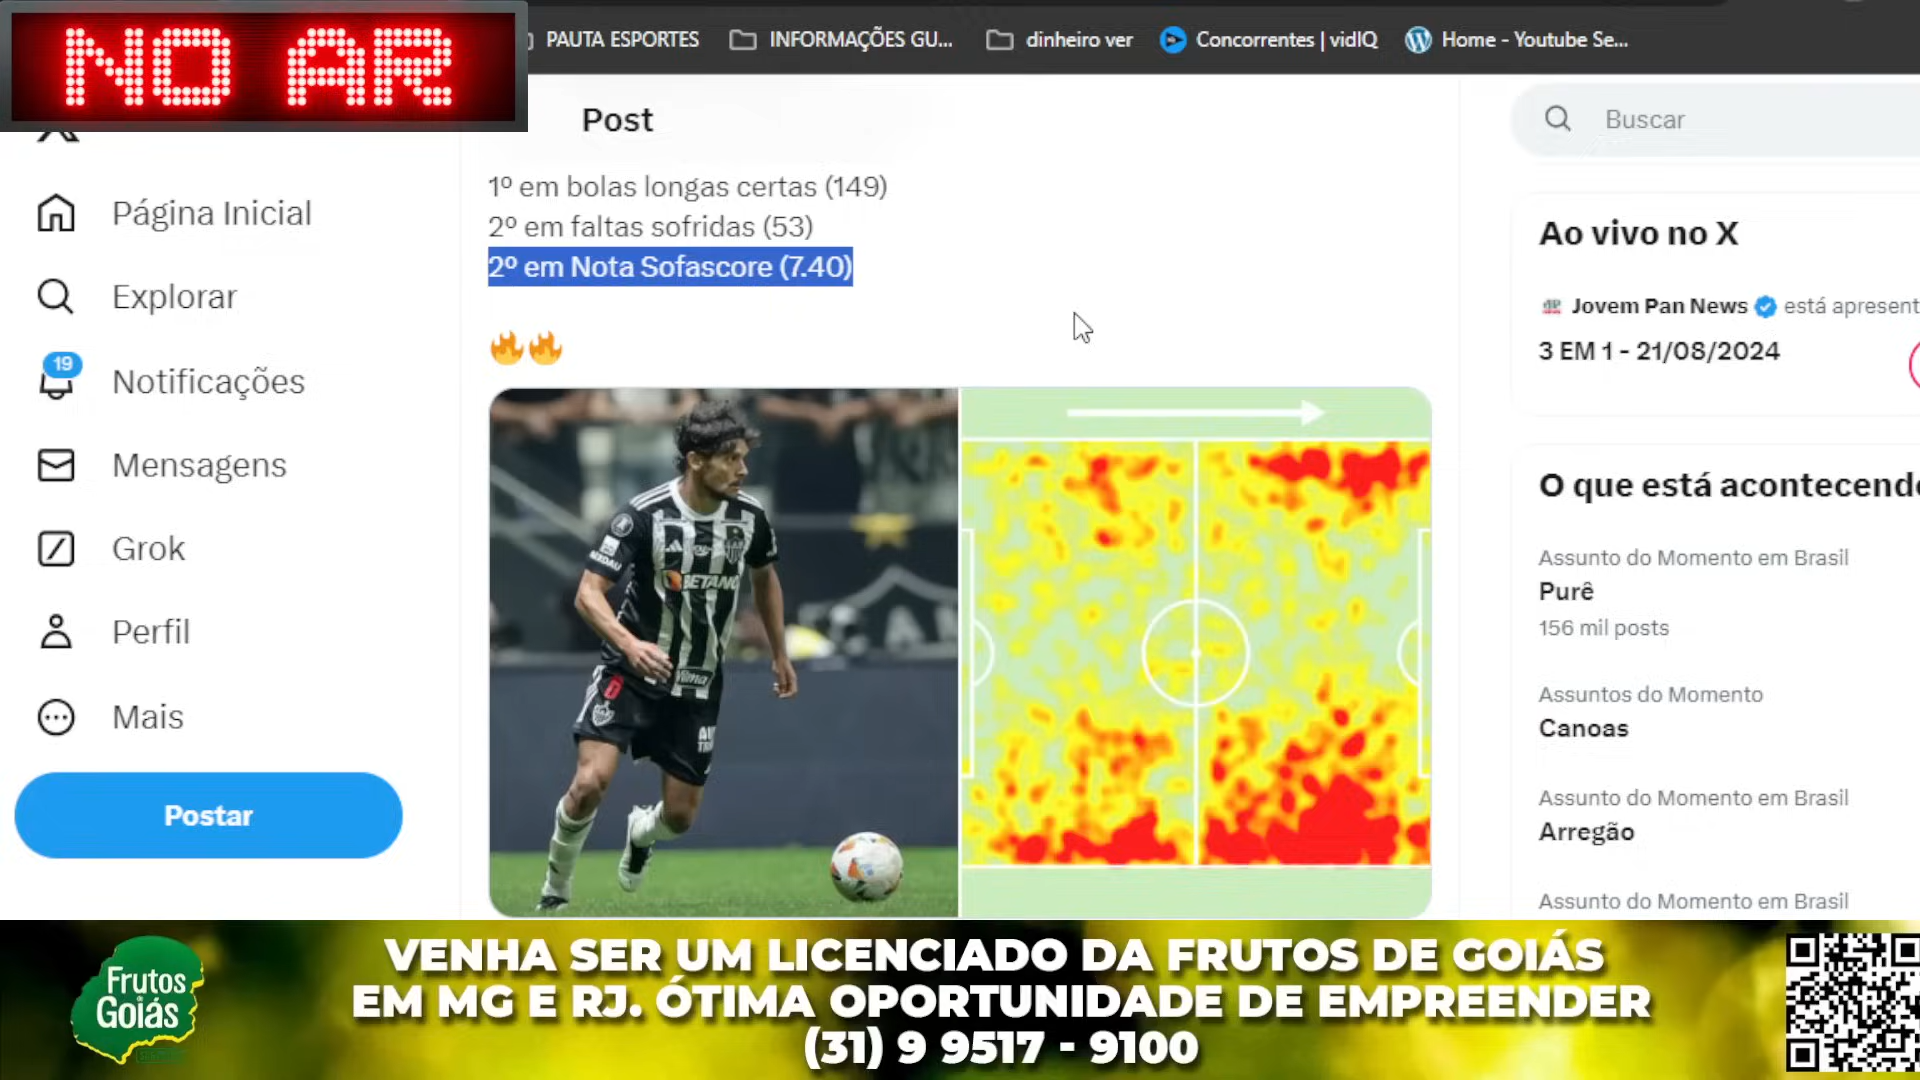 NO AR
PAUTA ESPORTES
INFORMAÇÕES GU...
dinheiro ver
Concorrentes | vidIQ
Home - Youtube Se...
Post
Buscar
Página Inicial
Explorar
19
Notificações
Mensagens
Grok
Perfil
Mais
Postar
1º em bolas longas certas (149)
2º em faltas sofridas (53)
2º em Nota Sofascore (7.40)
🔥🔥
BETANO
Ao vivo no X
Jovem Pan News está apresent
3 EM 1 - 21/08/2024
O que está acontecendo
Assunto do Momento em Brasil
Purê
156 mil posts
Assuntos do Momento
Canoas
Assunto do Momento em Brasil
Arregão
Assunto do Momento em Brasil
Frutos
de
Goiás
VENHA SER UM LICENCIADO DA FRUTOS DE GOIÁS
EM MG E RJ. ÓTIMA OPORTUNIDADE DE EMPREENDER
(31) 9 9517 - 9100